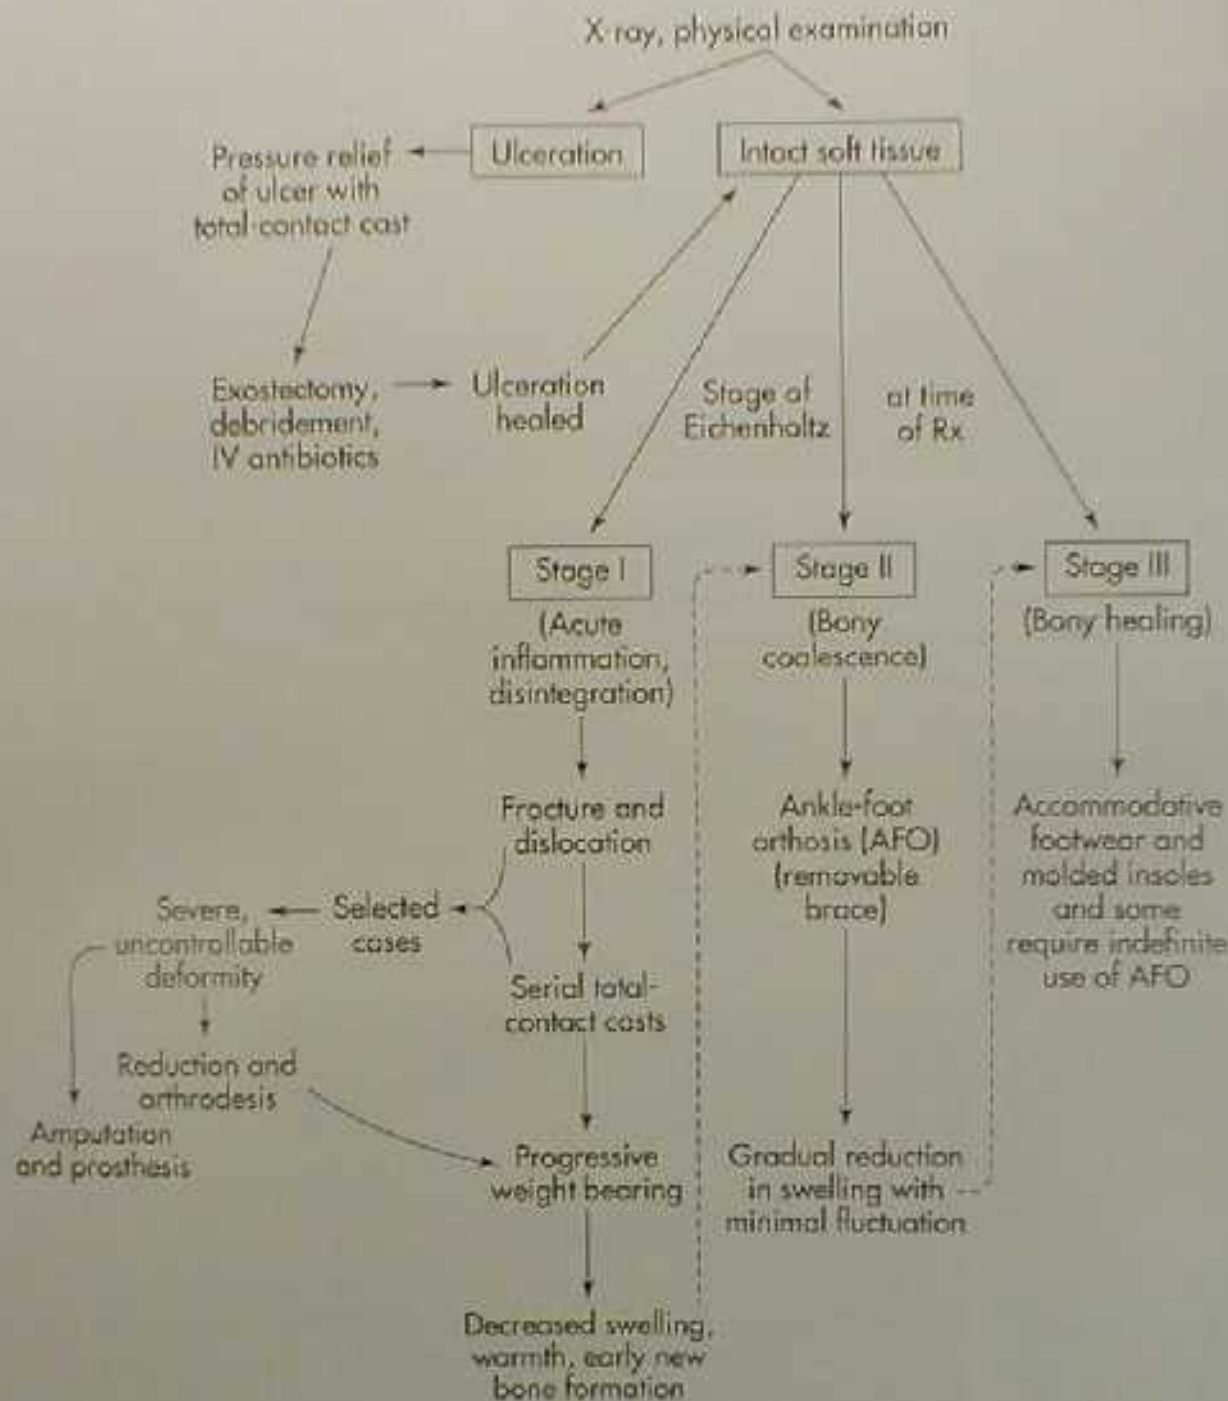 X-ray, physical examination
Ulceration
Intact soft tissue
Pressure relief
of ulcer with
total-contact cast
Exostectomy,
debridement,
IV antibiotics
Ulceration
healed
Stage of
Eichenholtz
at time
of Rx
Stage I
(Acute
inflammation,
disintegration)
Stage II
(Bony
coalescence)
Stage III
(Bony healing)
Fracture and
dislocation
Selected
cases
Severe,
uncontrollable
deformity
Serial total-
contact casts
Reduction and
arthrodesis
Amputation
and prosthesis
Progressive
weight bearing
Decreased swelling,
warmth, early new
bone formation
Ankle-foot
orthosis (AFO)
(removable
brace)
Gradual reduction
in swelling with
minimal fluctuation
Accommodative
footwear and
molded insoles
and some
require indefinite
use of AFO